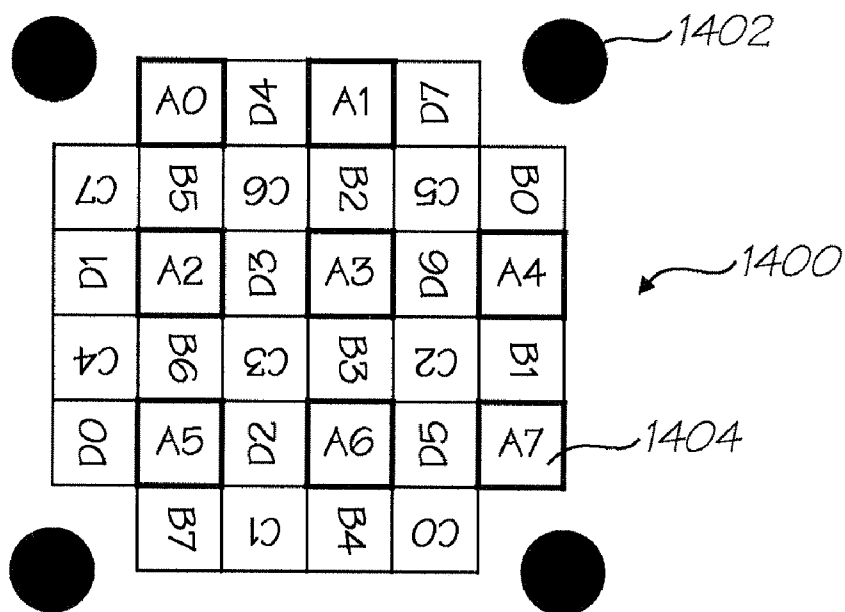 1402
A0 D4 A1 D7
C7 B5 C6 B2 C5 B0
D1 A2 D3 A3 D6 A4 1400
C4 B6 C3 B3 C2 B1
D0 A5 D2 A6 D5 A7 1404
B7 C1 B4 C0